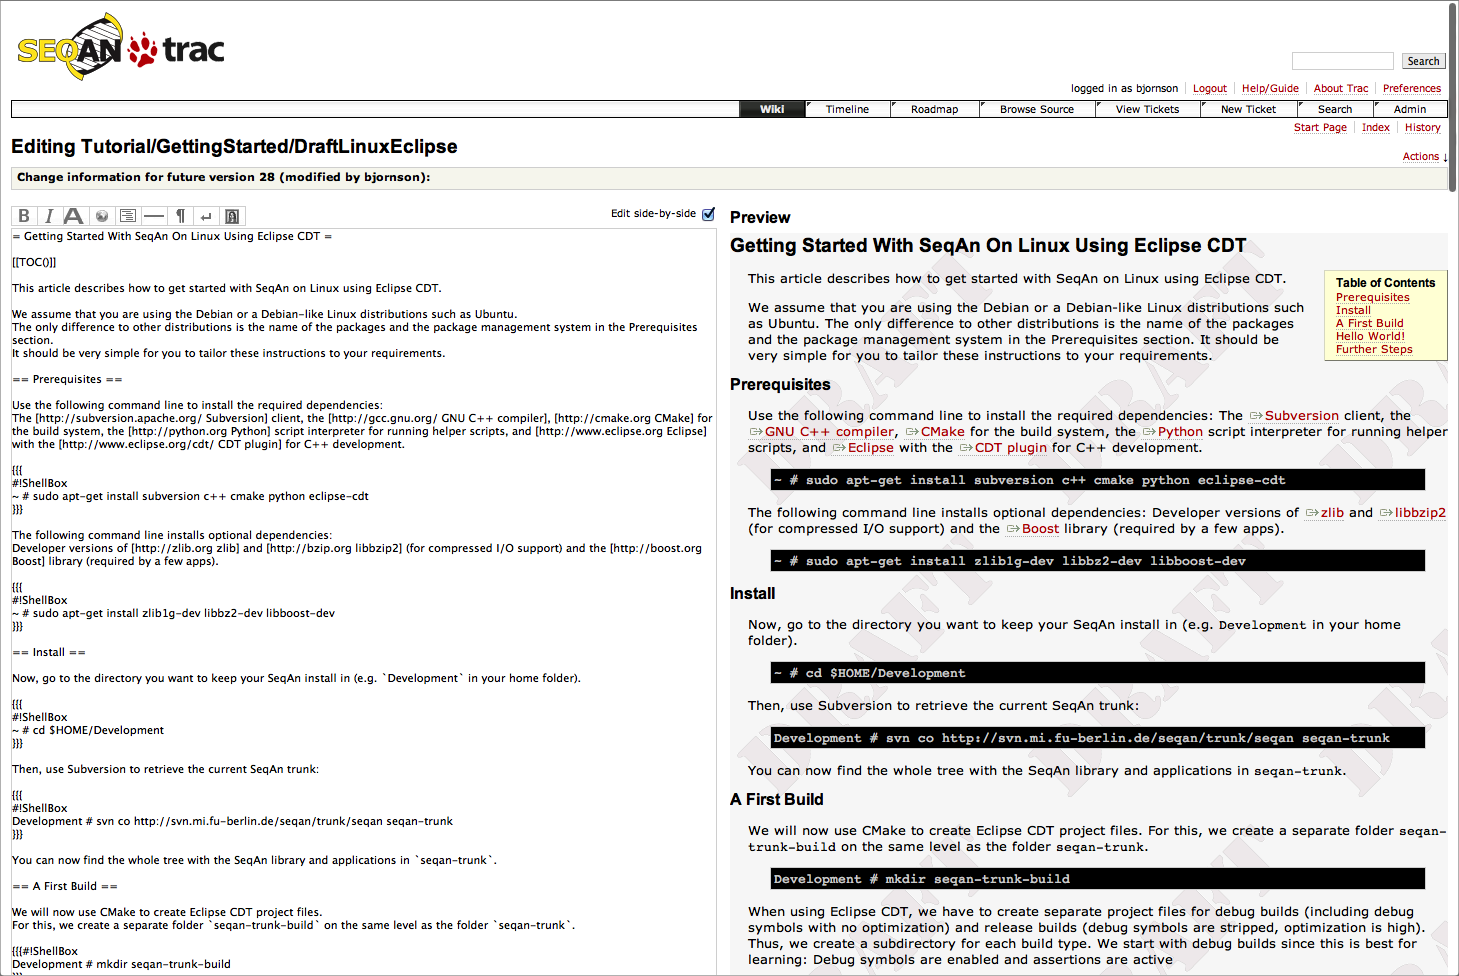 SEQAN trac
Search
logged in as bjornson Logout Help/Guide About Trac Preferences
Wiki Timeline Roadmap Browse Source View Tickets New Ticket Search Admin
Start Page Index History
Editing Tutorial/GettingStarted/DraftLinuxEclipse
Actions ↓
Change information for future version 28 (modified by bjornson):
B I A ¶ Edit side-by-side
= Getting Started With SeqAn On Linux Using Eclipse CDT =
[[TOC()]]
This article describes how to get started with SeqAn on Linux using Eclipse CDT.
We assume that you are using the Debian or a Debian-like Linux distributions such as Ubuntu.
The only difference to other distributions is the name of the packages and the package management system in the Prerequisites
section.
It should be very simple for you to tailor these instructions to your requirements.
== Prerequisites ==
Use the following command line to install the required dependencies:
The [http://subversion.apache.org/ Subversion] client, the [http://gcc.gnu.org/ GNU C++ compiler], [http://cmake.org CMake] for
the build system, the [http://python.org Python] script interpreter for running helper scripts, and [http://www.eclipse.org Eclipse]
with the [http://www.eclipse.org/cdt/ CDT plugin] for C++ development.
{{{
#!ShellBox
~ # sudo apt-get install subversion c++ cmake python eclipse-cdt
}}}
The following command line installs optional dependencies:
Developer versions of [http://zlib.org zlib] and [http://bzip.org libbzip2] (for compressed I/O support) and the [http://boost.org
Boost] library (required by a few apps).
{{{
#!ShellBox
~ # sudo apt-get install zlib1g-dev libbz2-dev libboost-dev
}}}
== Install ==
Now, go to the directory you want to keep your SeqAn install in (e.g. `Development` in your home folder).
{{{
#!ShellBox
~ # cd $HOME/Development
}}}
Then, use Subversion to retrieve the current SeqAn trunk:
{{{
#!ShellBox
Development # svn co http://svn.mi.fu-berlin.de/seqan/trunk/seqan seqan-trunk
}}}
You can now find the whole tree with the SeqAn library and applications in `seqan-trunk`.
== A First Build ==
We will now use CMake to create Eclipse CDT project files.
For this, we create a separate folder `seqan-trunk-build` on the same level as the folder `seqan-trunk`.
{{{#!ShellBox
Development # mkdir seqan-trunk-build
Preview
Getting Started With SeqAn On Linux Using Eclipse CDT
This article describes how to get started with SeqAn on Linux using Eclipse CDT.
We assume that you are using the Debian or a Debian-like Linux distributions such
as Ubuntu. The only difference to other distributions is the name of the packages
and the package management system in the Prerequisites section. It should be
very simple for you to tailor these instructions to your requirements.
Table of Contents
Prerequisites
Install
A First Build
Hello World!
Further Steps
Prerequisites
Use the following command line to install the required dependencies: The Subversion client, the
GNU C++ compiler, CMake for the build system, the Python script interpreter for running helper
scripts, and Eclipse with the CDT plugin for C++ development.
~ # sudo apt-get install subversion c++ cmake python eclipse-cdt
The following command line installs optional dependencies: Developer versions of zlib and libbzip2
(for compressed I/O support) and the Boost library (required by a few apps).
~ # sudo apt-get install zlib1g-dev libbz2-dev libboost-dev
Install
Now, go to the directory you want to keep your SeqAn install in (e.g. Development in your home
folder).
~ # cd $HOME/Development
Then, use Subversion to retrieve the current SeqAn trunk:
Development # svn co http://svn.mi.fu-berlin.de/seqan/trunk/seqan seqan-trunk
You can now find the whole tree with the SeqAn library and applications in seqan-trunk.
A First Build
We will now use CMake to create Eclipse CDT project files. For this, we create a separate folder seqan-
trunk-build on the same level as the folder seqan-trunk.
Development # mkdir seqan-trunk-build
When using Eclipse CDT, we have to create separate project files for debug builds (including debug
symbols with no optimization) and release builds (debug symbols are stripped, optimization is high).
Thus, we create a subdirectory for each build type. We start with debug builds since this is best for
learning: Debug symbols are enabled and assertions are active
DRAFT
DRAFT
DRAFT
DRAFT
DRAFT
DRAFT
DRAFT
DRAFT